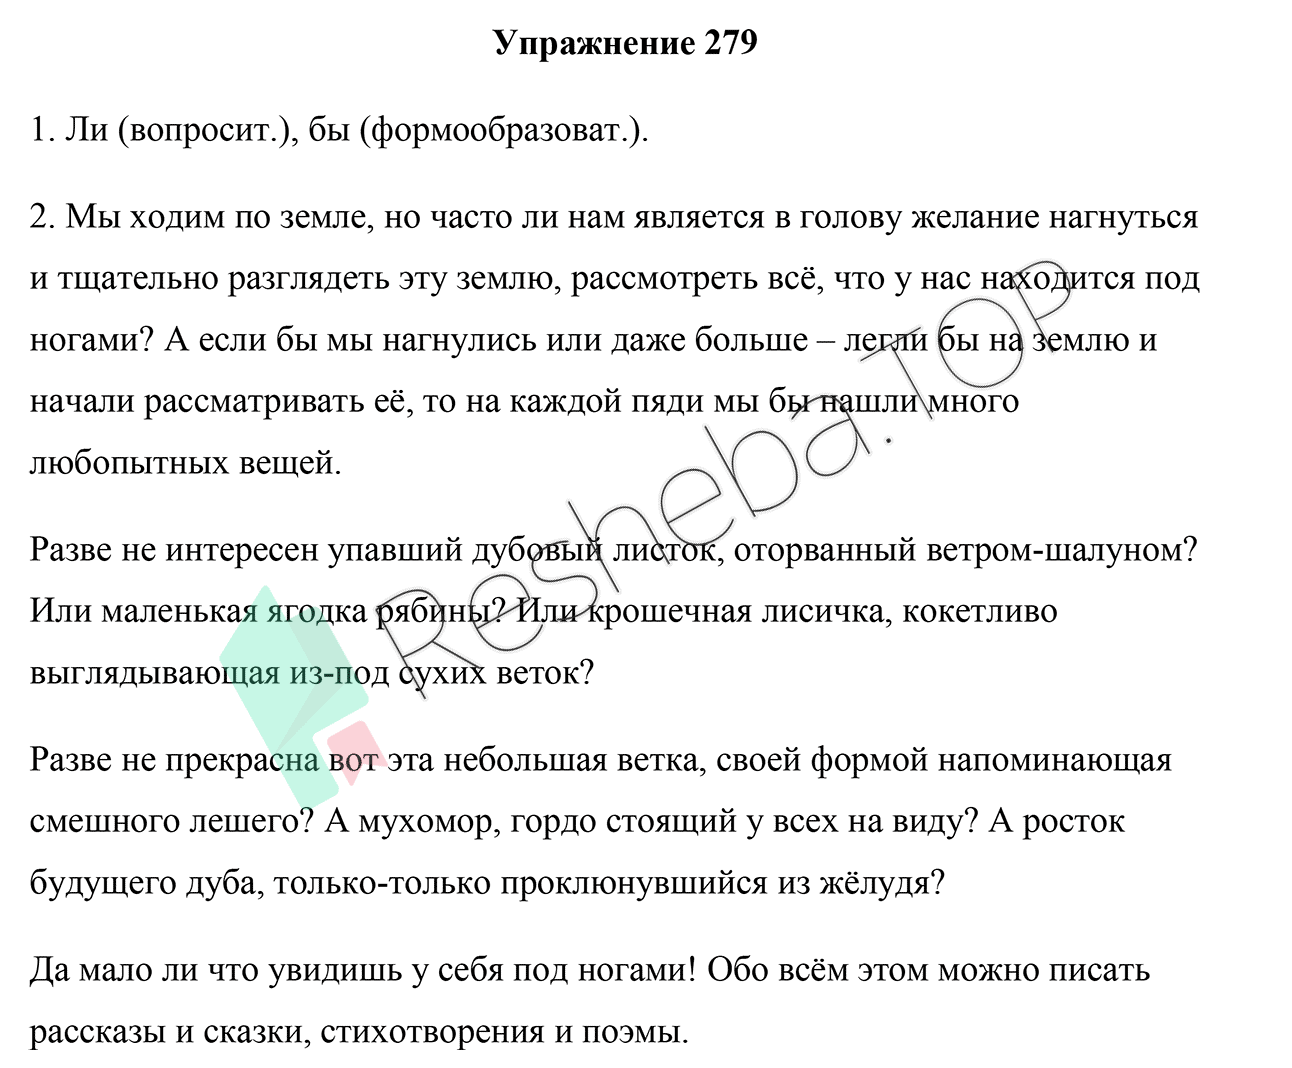 Упражнение 279
1. Ли (вопросит.), бы (формообразоват.).
2. Мы ходим по земле, но часто ли нам является в голову желание нагнуться
и тщательно разглядеть эту землю, рассмотреть всё, что у нас находится под
ногами? А если бы мы нагнулись или даже больше – легли бы на землю и
начали рассматривать её, то на каждой пяди мы бы нашли много
любопытных вещей.
Разве не интересен упавший дубовый листок, оторванный ветром-шалуном?
Или маленькая ягодка рябины? Или крошечная лисичка, кокетливо
выглядывающая из-под сухих веток?
Разве не прекрасна вот эта небольшая ветка, своей формой напоминающая
смешного лешего? А мухомор, гордо стоящий у всех на виду? А росток
будущего дуба, только-только проклюнувшийся из жёлудя?
Да мало ли что увидишь у себя под ногами! Обо всём этом можно писать
рассказы и сказки, стихотворения и поэмы.
Resheba.TOP